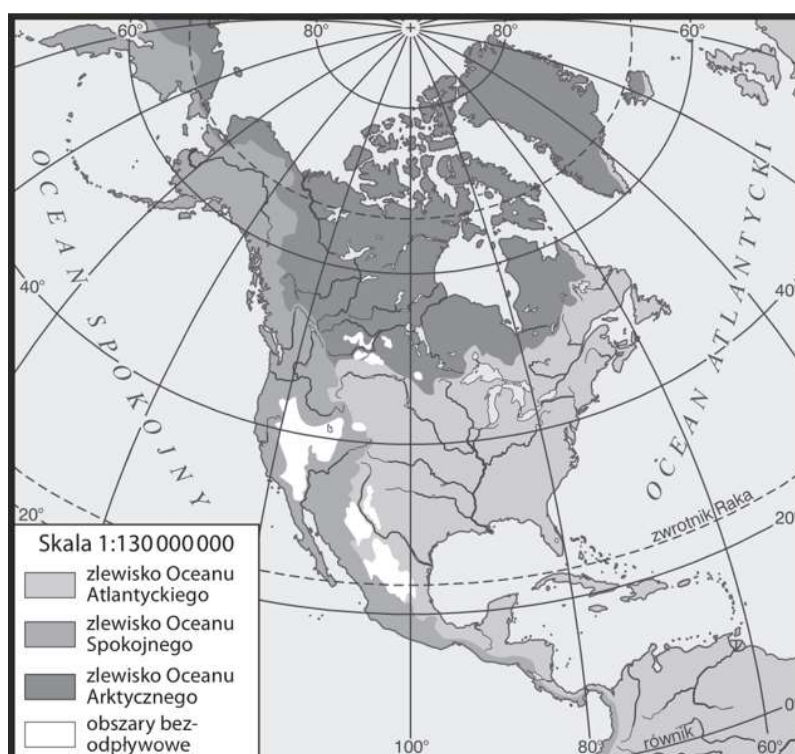 60°
80°
80°
60°
OCEAN SPOKOJNY
OCEAN ATLANTYCKI
40°
40°
zwrotnik Raka
20°
20°
Skala 1:130 000 000
zlewisko Oceanu
Atlantyckiego
zlewisko Oceanu
Spokojnego
zlewisko Oceanu
Arktycznego
obszary bez-
odpływowe
100°
80°
równik
60°
0°